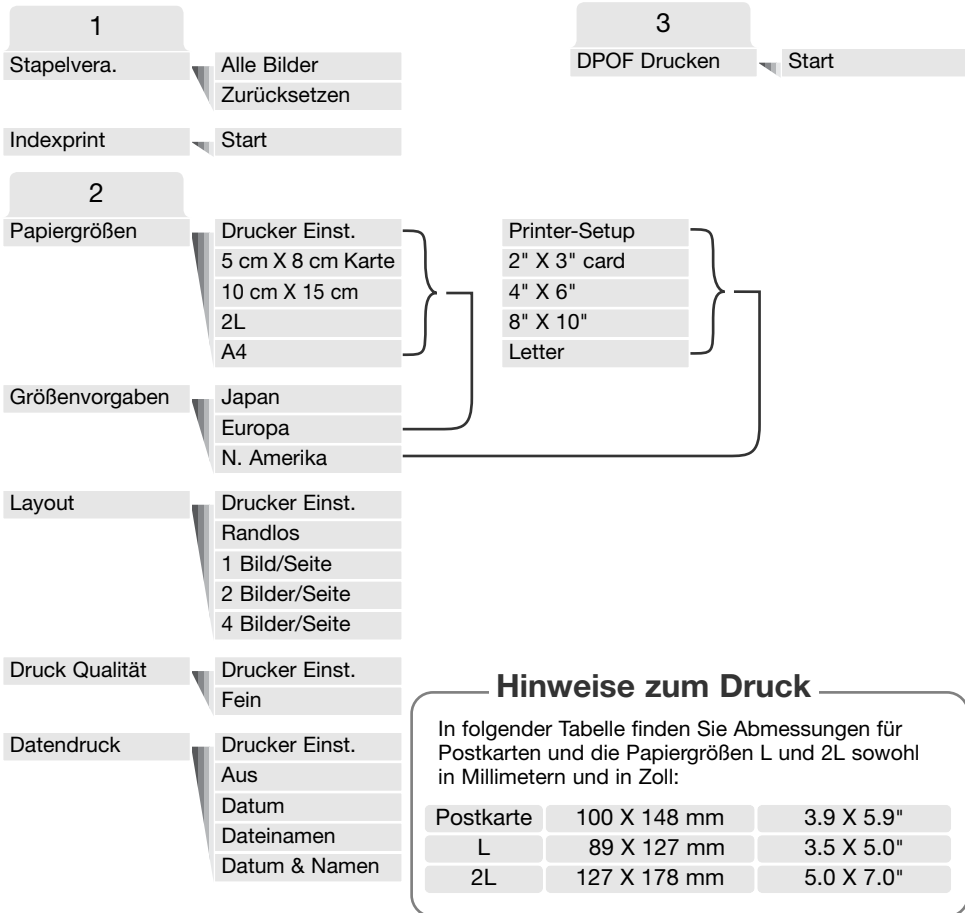 1
Stapelvera.
Alle Bilder
Zurücksetzen
Indexprint
Start
3
DPOF Drucken
Start
2
Papiergrößen
Drucker Einst.
5 cm X 8 cm Karte
10 cm X 15 cm
2L
A4
Printer-Setup
2" X 3" card
4" X 6"
8" X 10"
Letter
Größenvorgaben
Japan
Europa
N. Amerika
Layout
Drucker Einst.
Randlos
1 Bild/Seite
2 Bilder/Seite
4 Bilder/Seite
Druck Qualität
Drucker Einst.
Fein
Datendruck
Drucker Einst.
Aus
Datum
Dateinamen
Datum & Namen
Hinweise zum Druck
In folgender Tabelle finden Sie Abmessungen für
Postkarten und die Papiergrößen L und 2L sowohl
in Millimetern und in Zoll:
Postkarte 100 X 148 mm 3.9 X 5.9"
L 89 X 127 mm 3.5 X 5.0"
2L 127 X 178 mm 5.0 X 7.0"